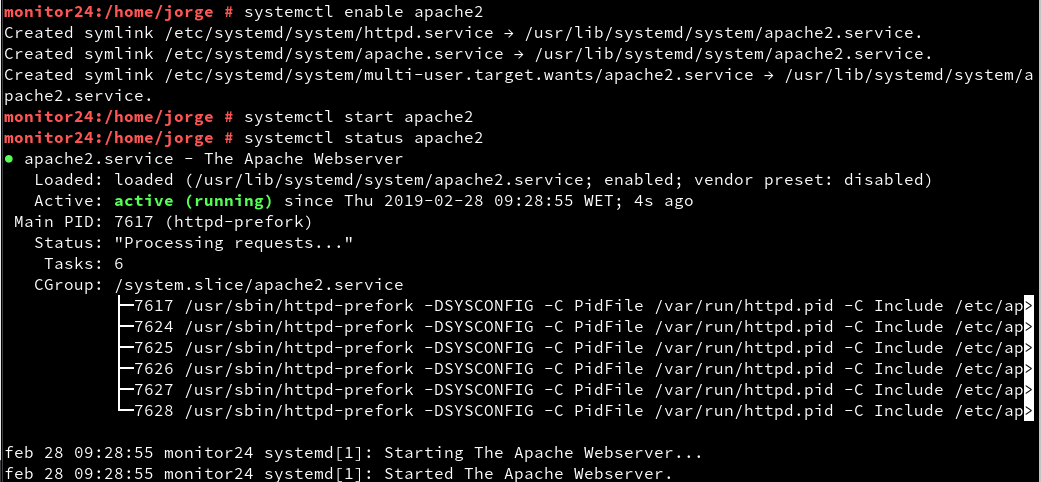 monitor24:/home/jorge # systemctl enable apache2
Created symlink /etc/systemd/system/httpd.service → /usr/lib/systemd/system/apache2.service.
Created symlink /etc/systemd/system/apache.service → /usr/lib/systemd/system/apache2.service.
Created symlink /etc/systemd/system/multi-user.target.wants/apache2.service → /usr/lib/systemd/system/a
pache2.service.
monitor24:/home/jorge # systemctl start apache2
monitor24:/home/jorge # systemctl status apache2
● apache2.service - The Apache Webserver
   Loaded: loaded (/usr/lib/systemd/system/apache2.service; enabled; vendor preset: disabled)
   Active: active (running) since Thu 2019-02-28 09:28:55 WET; 4s ago
 Main PID: 7617 (httpd-prefork)
   Status: "Processing requests..."
    Tasks: 6
   CGroup: /system.slice/apache2.service
           ├─7617 /usr/sbin/httpd-prefork -DSYSCONFIG -C PidFile /var/run/httpd.pid -C Include /etc/ap>
           ├─7624 /usr/sbin/httpd-prefork -DSYSCONFIG -C PidFile /var/run/httpd.pid -C Include /etc/ap>
           ├─7625 /usr/sbin/httpd-prefork -DSYSCONFIG -C PidFile /var/run/httpd.pid -C Include /etc/ap>
           ├─7626 /usr/sbin/httpd-prefork -DSYSCONFIG -C PidFile /var/run/httpd.pid -C Include /etc/ap>
           ├─7627 /usr/sbin/httpd-prefork -DSYSCONFIG -C PidFile /var/run/httpd.pid -C Include /etc/ap>
           └─7628 /usr/sbin/httpd-prefork -DSYSCONFIG -C PidFile /var/run/httpd.pid -C Include /etc/ap>
feb 28 09:28:55 monitor24 systemd[1]: Starting The Apache Webserver...
feb 28 09:28:55 monitor24 systemd[1]: Started The Apache Webserver.